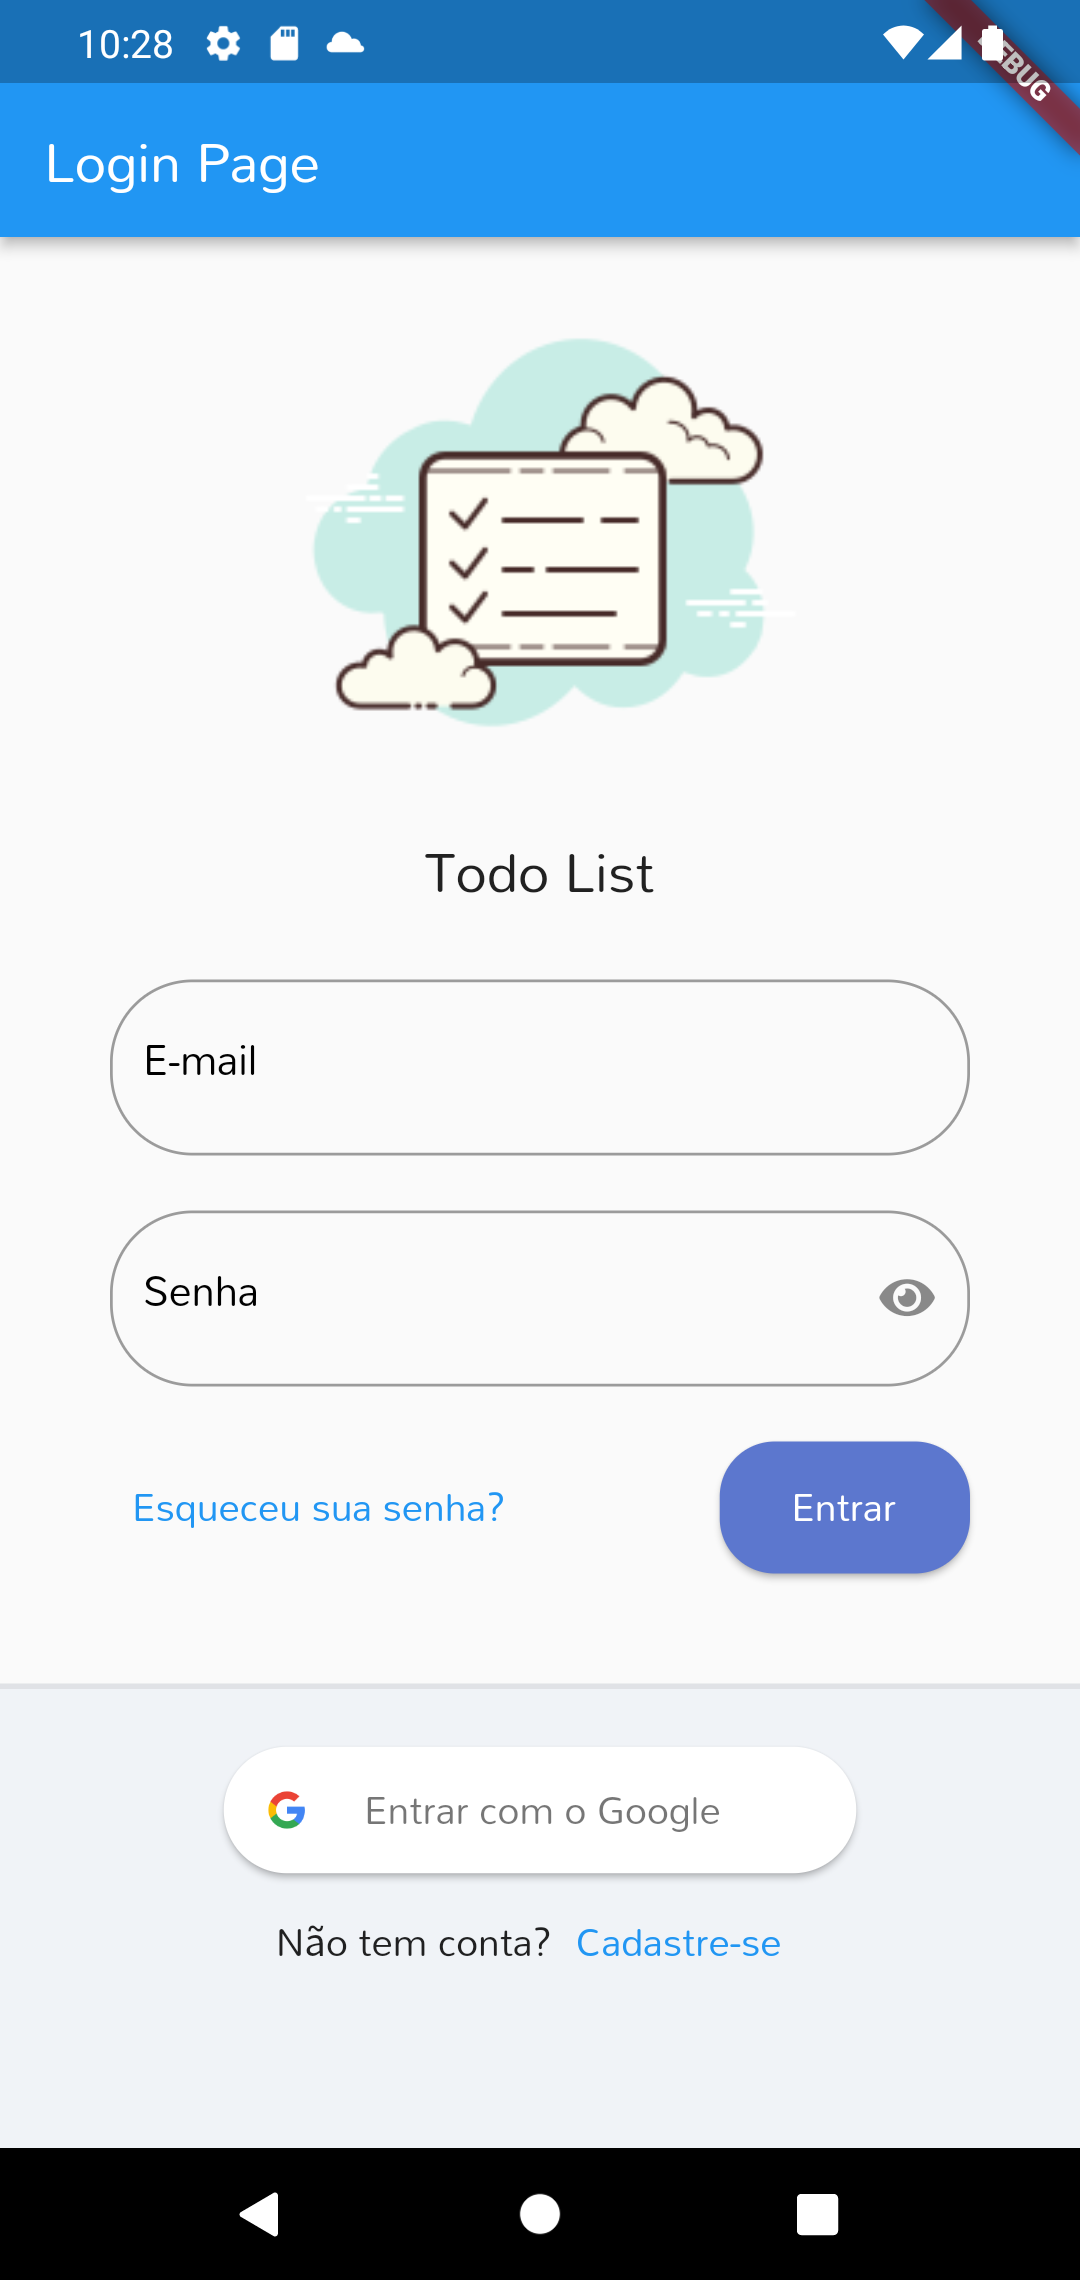 10:28
Login Page
Todo List
E-mail
Senha
Esqueceu sua senha?
Entrar
Entrar com o Google
Não tem conta? Cadastre-se